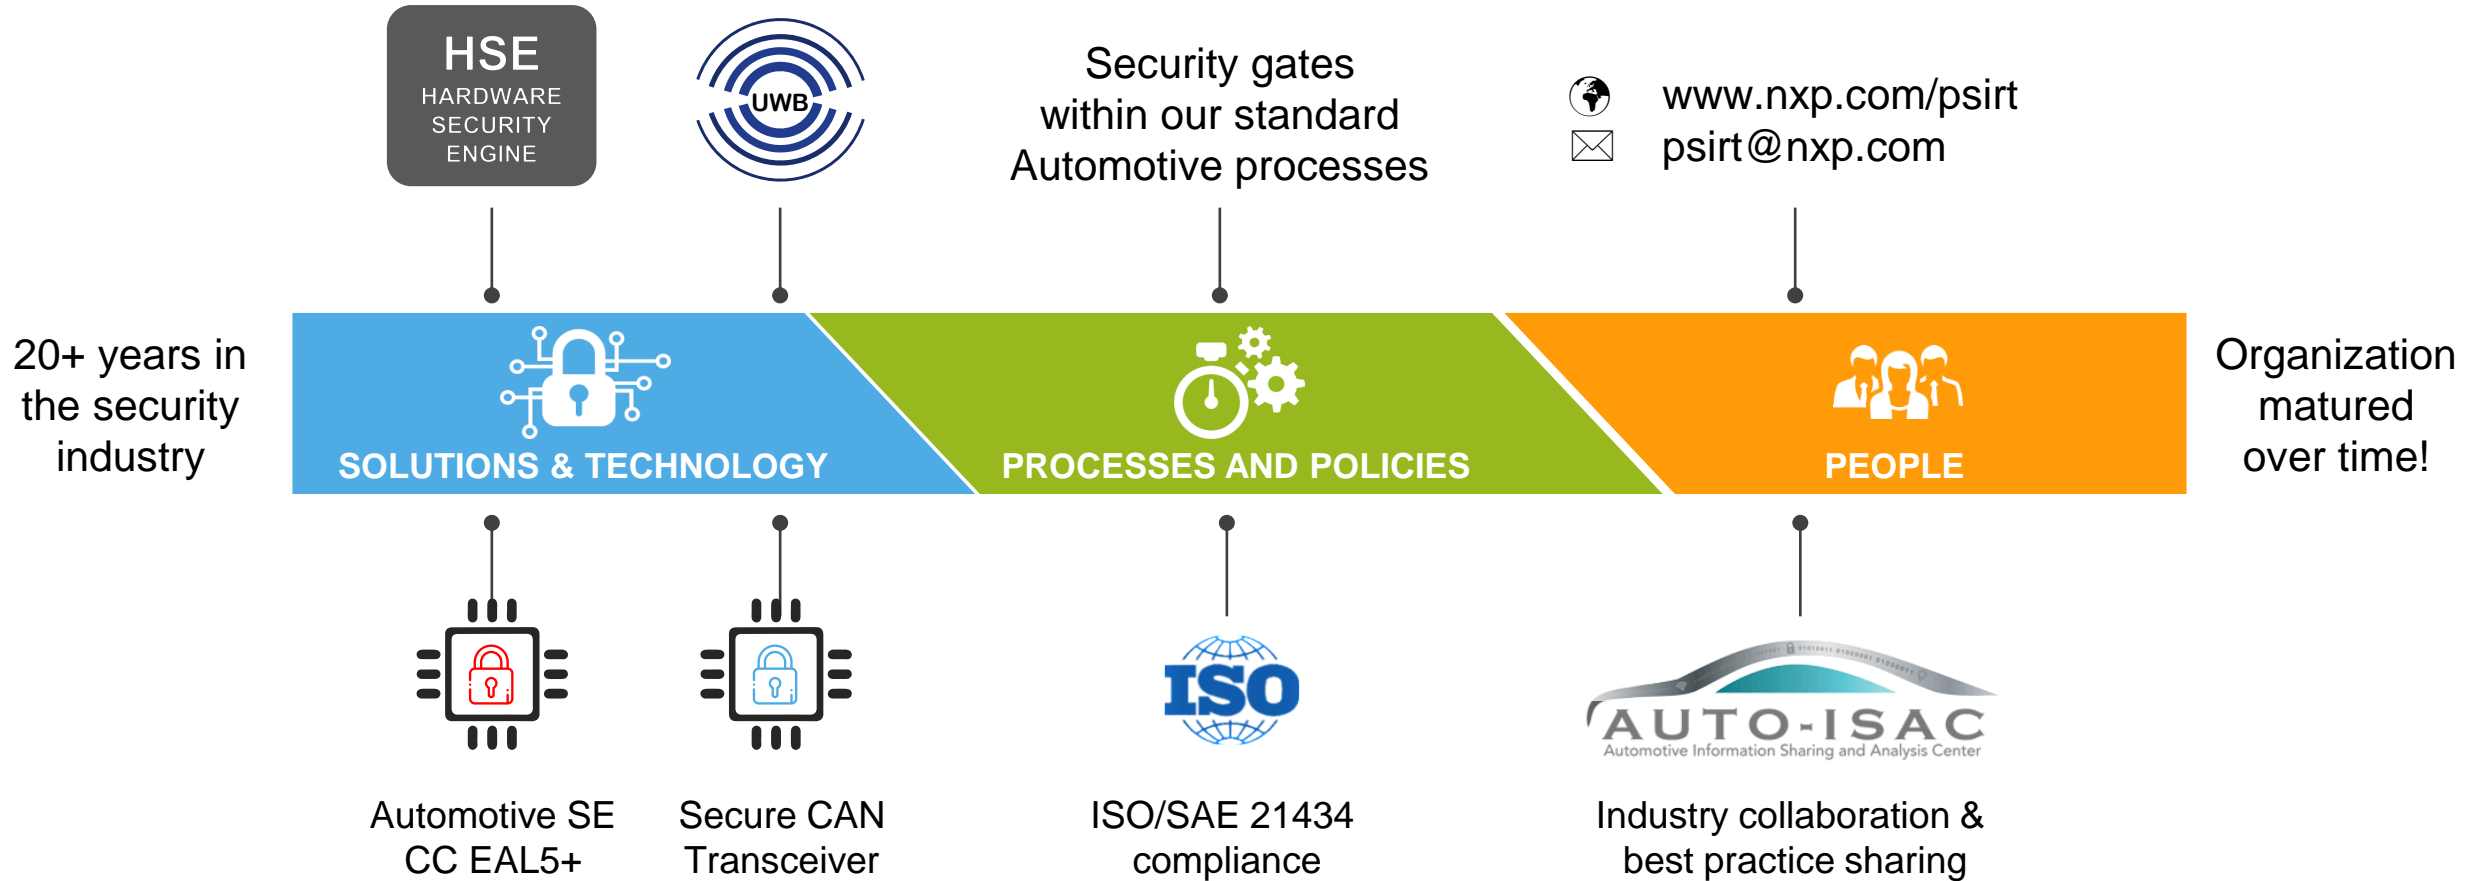 HSE
HARDWARE
SECURITY
ENGINE
UWB
Security gates
within our standard
Automotive processes
www.nxp.com/psirt
psirt@nxp.com
20+ years in
the security
industry
SOLUTIONS & TECHNOLOGY
PROCESSES AND POLICIES
PEOPLE
Organization
matured
over time!
Automotive SE
CC EAL5+
Secure CAN
Transceiver
ISO
ISO/SAE 21434
compliance
01010011 01000001 01000011
AUTO-ISAC
Automotive Information Sharing and Analysis Center
Industry collaboration &
best practice sharing